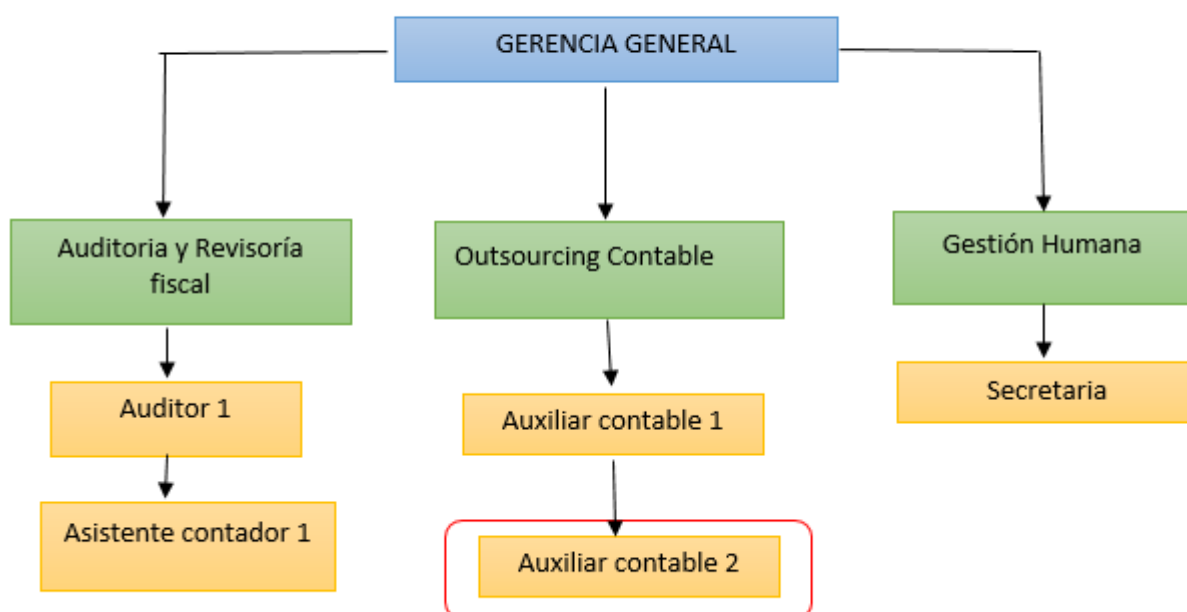 GERENCIA GENERAL
Auditoria y Revisoría
fiscal
Outsourcing Contable
Gestión Humana
Auditor 1
Auxiliar contable 1
Secretaria
Asistente contador 1
Auxiliar contable 2